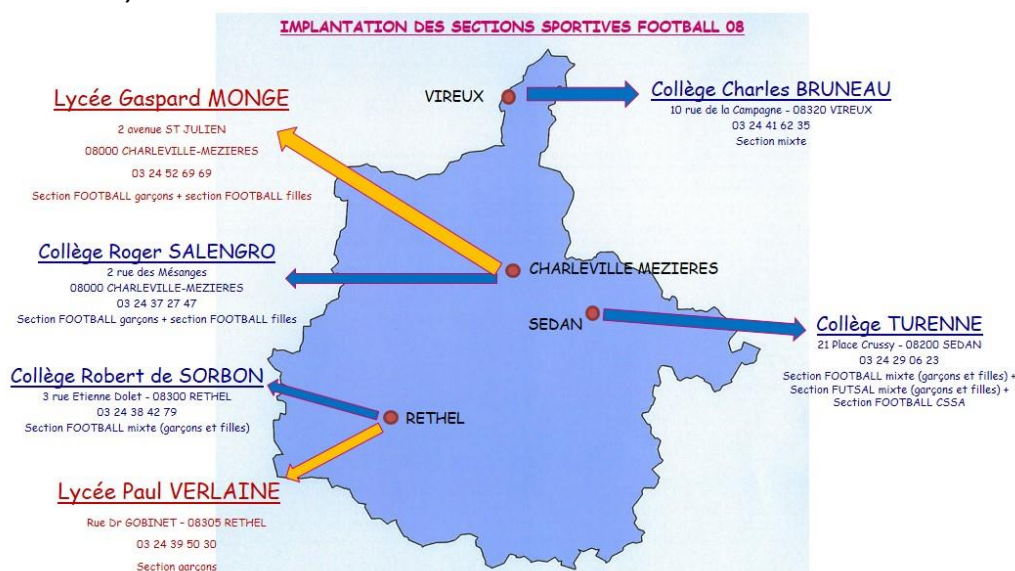 IMPLANTATION DES SECTIONS SPORTIVES FOOTBALL 08
Lycée Gaspard MONGE
2 avenue ST JULIEN
08000 CHARLEVILLE-MEZIERES
03 24 52 69 69
Section FOOTBALL garçons + section FOOTBALL filles
VIREUX
Collège Charles BRUNEAU
10 rue de la Campagne - 08320 VIREUX
03 24 41 62 35
Section mixte
Collège Roger SALENGRO
2 rue des Mésanges
08000 CHARLEVILLE-MEZIERES
03 24 37 27 47
Section FOOTBALL garçons + section FOOTBALL filles
CHARLEVILLE MEZIERES
SEDAN
Collège TURENNE
21 Place Crussy - 08200 SEDAN
03 24 29 06 23
Section FOOTBALL mixte (garçons et filles) +
Section FUTSAL mixte (garçons et filles) +
Section FOOTBALL CSSA
Collège Robert de SORBON
3 rue Etienne Dolet - 08300 RETHEL
03 24 38 42 79
Section FOOTBALL mixte (garçons et filles)
RETHEL
Lycée Paul VERLAINE
Rue Dr GOBINET - 08305 RETHEL
03 24 39 50 30
Section garçons